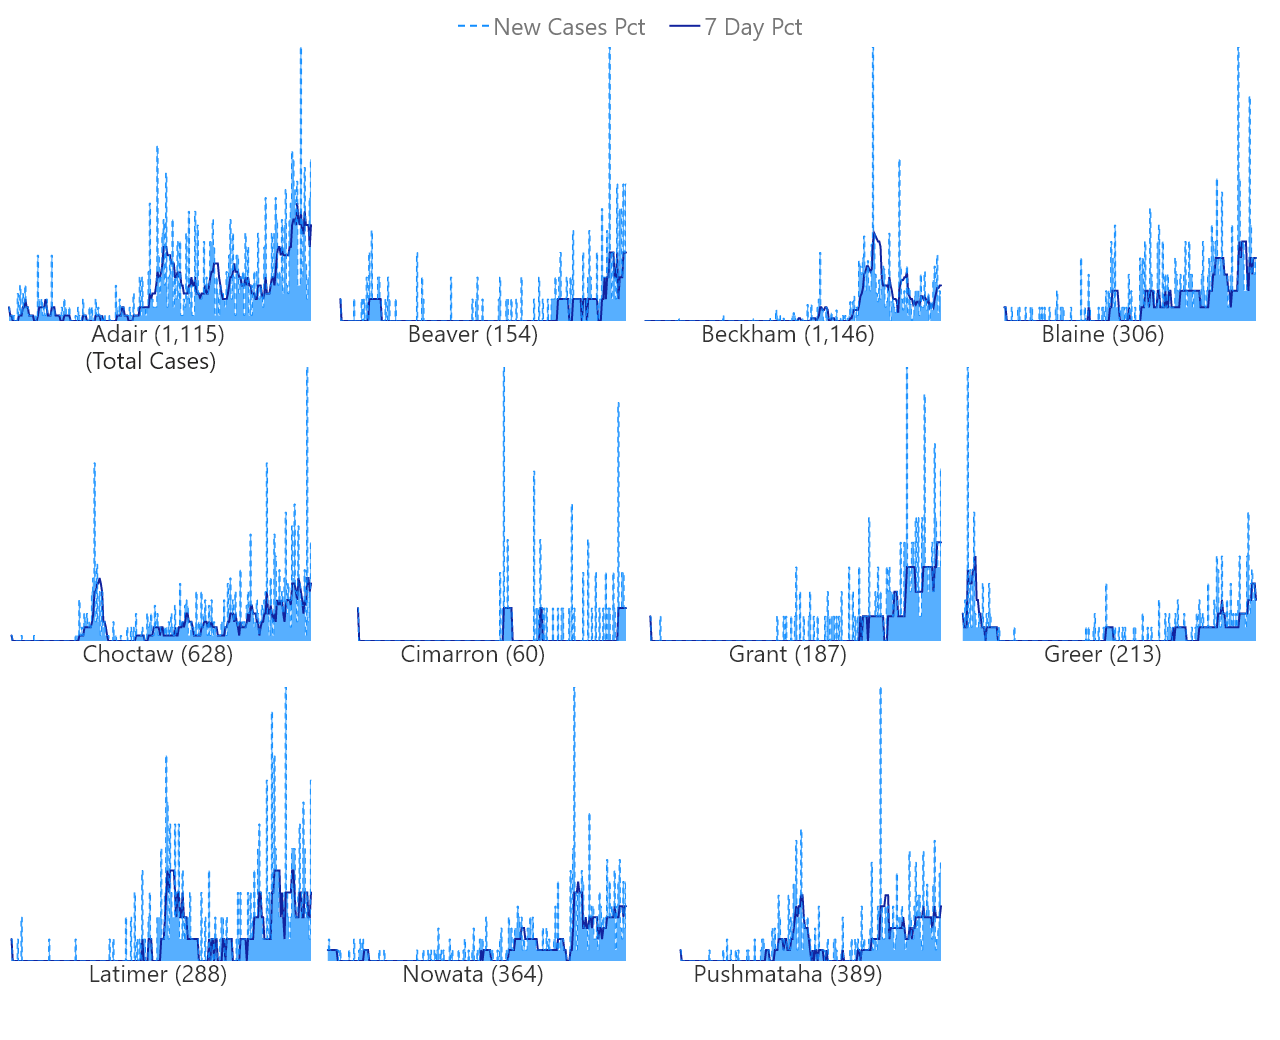 New Cases Pct 7 Day Pct
Adair (1,115) Beaver (154) Beckham (1,146) Blaine (306)
(Total Cases)
Choctaw (628) Cimarron (60) Grant (187) Greer (213)
Latimer (288) Nowata (364) Pushmataha (389)